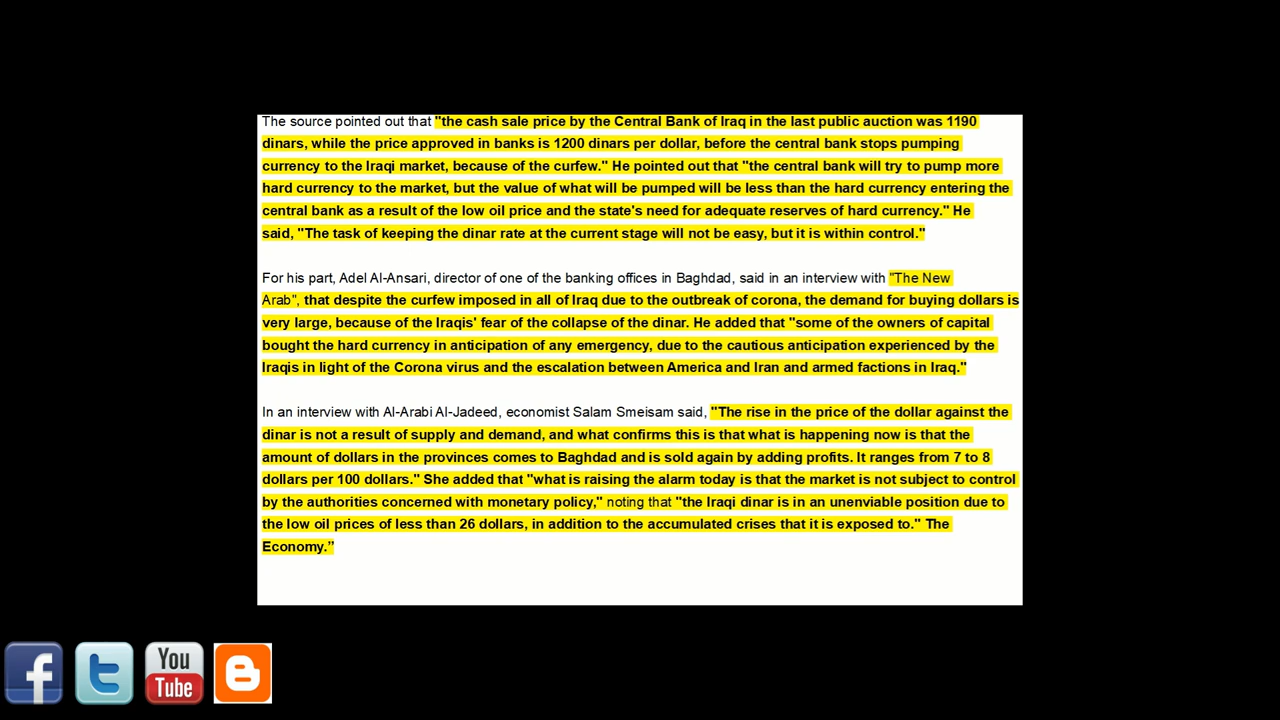 The source pointed out that "the cash sale price by the Central Bank of Iraq in the last public auction was 1190
dinars, while the price approved in banks is 1200 dinars per dollar, before the central bank stops pumping
currency to the Iraqi market, because of the curfew." He pointed out that "the central bank will try to pump more
hard currency to the market, but the value of what will be pumped will be less than the hard currency entering the
central bank as a result of the low oil price and the state's need for adequate reserves of hard currency." He
said, "The task of keeping the dinar rate at the current stage will not be easy, but it is within control."
For his part, Adel Al-Ansari, director of one of the banking offices in Baghdad, said in an interview with "The New
Arab", that despite the curfew imposed in all of Iraq due to the outbreak of corona, the demand for buying dollars is
very large, because of the Iraqis' fear of the collapse of the dinar. He added that "some of the owners of capital
bought the hard currency in anticipation of any emergency, due to the cautious anticipation experienced by the
Iraqis in light of the Corona virus and the escalation between America and Iran and armed factions in Iraq."
In an interview with Al-Arabi Al-Jadeed, economist Salam Smeisam said, "The rise in the price of the dollar against the
dinar is not a result of supply and demand, and what confirms this is that what is happening now is that the
amount of dollars in the provinces comes to Baghdad and is sold again by adding profits. It ranges from 7 to 8
dollars per 100 dollars." She added that "what is raising the alarm today is that the market is not subject to control
by the authorities concerned with monetary policy," noting that "the Iraqi dinar is in an unenviable position due to
the low oil prices of less than 26 dollars, in addition to the accumulated crises that it is exposed to." The
Economy.”
f t You Tube B